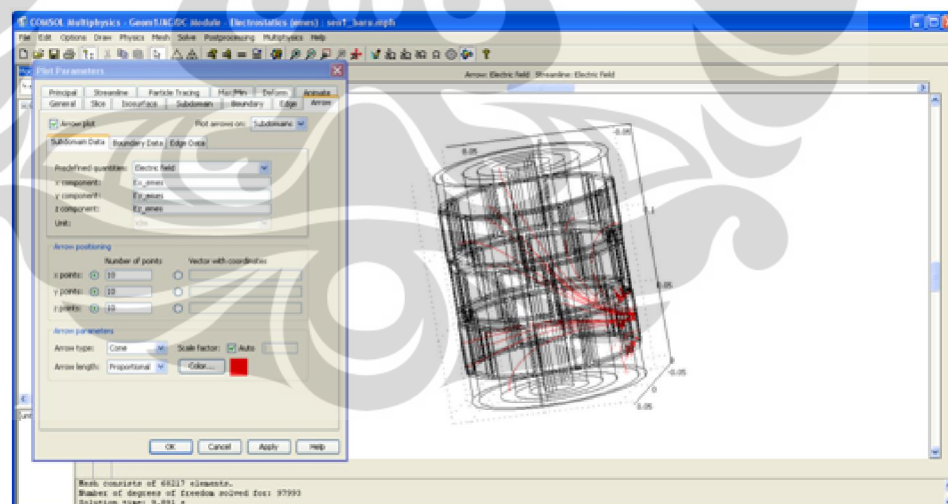 COMSOL Multiphysics - Geom1/AC/DC Module - Electrostatics (emes) : sen1_baru.mph
File Edit Options Draw Physics Mesh Solve Postprocessing Multiphysics Help
Plot Parameters
Arrow: Electric field Streamline: Electric field
Principal Streamline Particle Tracing Max/Min Deform Animate
General Slice Isosurface Subdomain Boundary Edge Arrow
Arrow plot Plot arrows on: Subdomains
Subdomain Data Boundary Data Edge Data
Predefined quantities: Electric field
x component: Ex_emes
y component: Ey_emes
z component: Ez_emes
Unit:
Arrow positioning
Number of points Vector with coordinates
x points: 10
y points: 10
z points: 10
Arrow parameters
Arrow type: Cone Scale factor: Auto
Arrow length: Proportional Color...
OK Cancel Apply Help
0.05
-0.05
0.05
0
-0.05
0
0.05
Mesh consists of 68217 elements.
Number of degrees of freedom solved for: 97993